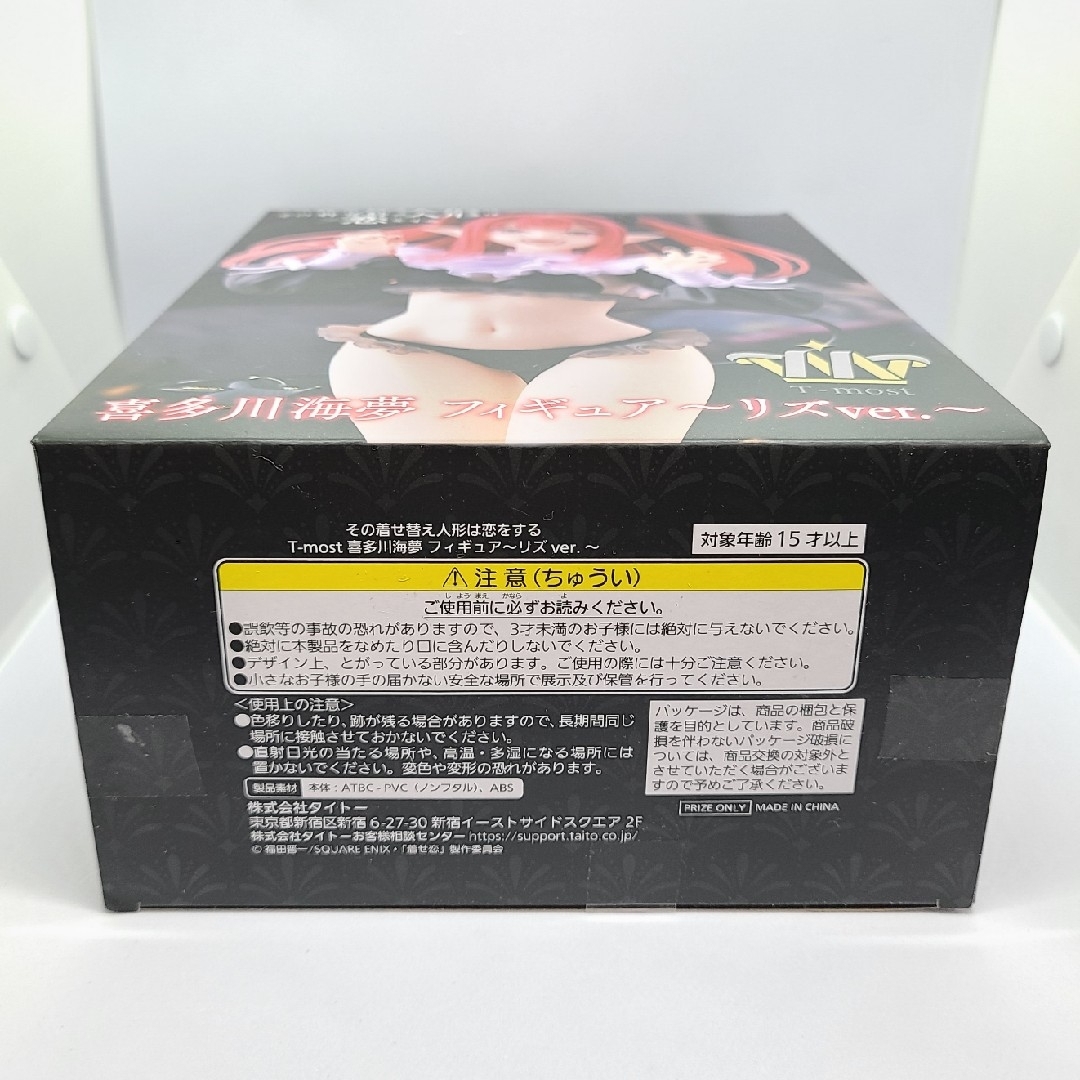 T-most
喜多川海夢 フィギュア ～リズver.～
その着せ替え人形は恋をする
T-most 喜多川海夢 フィギュア～リズ ver. ～
対象年齢 15 才以上
⚠注意(ちゅうい)
ご使用前に必ずお読みください。
●誤飲等の事故の恐れがありますので、3才未満のお子様には絶対に与えないでください。
●絶対に本製品をなめたり口に含んだりしないでください。
●デザイン上、とがっている部分があります。ご使用の際には十分ご注意ください。
●小さなお子様の手の届かない安全な場所で展示及び保管を行ってください。
<使用上の注意>
●色移りしたり、跡が残る場合がありますので、長期間同じ
場所に接触させておかないでください。
●直射日光の当たる場所や、高温・多湿になる場所には
置かないでください。変色や変形の恐れがあります。
パッケージは、商品の梱包と保
護を目的としています。商品破
損を伴わないパッケージ破損に
ついては、商品交換の対象外と
させていただく場合がございま
すので予めご了承ください。
製品素材 本体：ATBC-PVC（ノンフタル）、ABS
PRIZE ONLY MADE IN CHINA
株式会社タイトー
東京都新宿区新宿 6-27-30 新宿イーストサイドスクエア 2F
株式会社タイトーお客様相談センター https://support.taito.co.jp/
© 福田晋一/SQUARE ENIX・「着せ恋」製作委員会